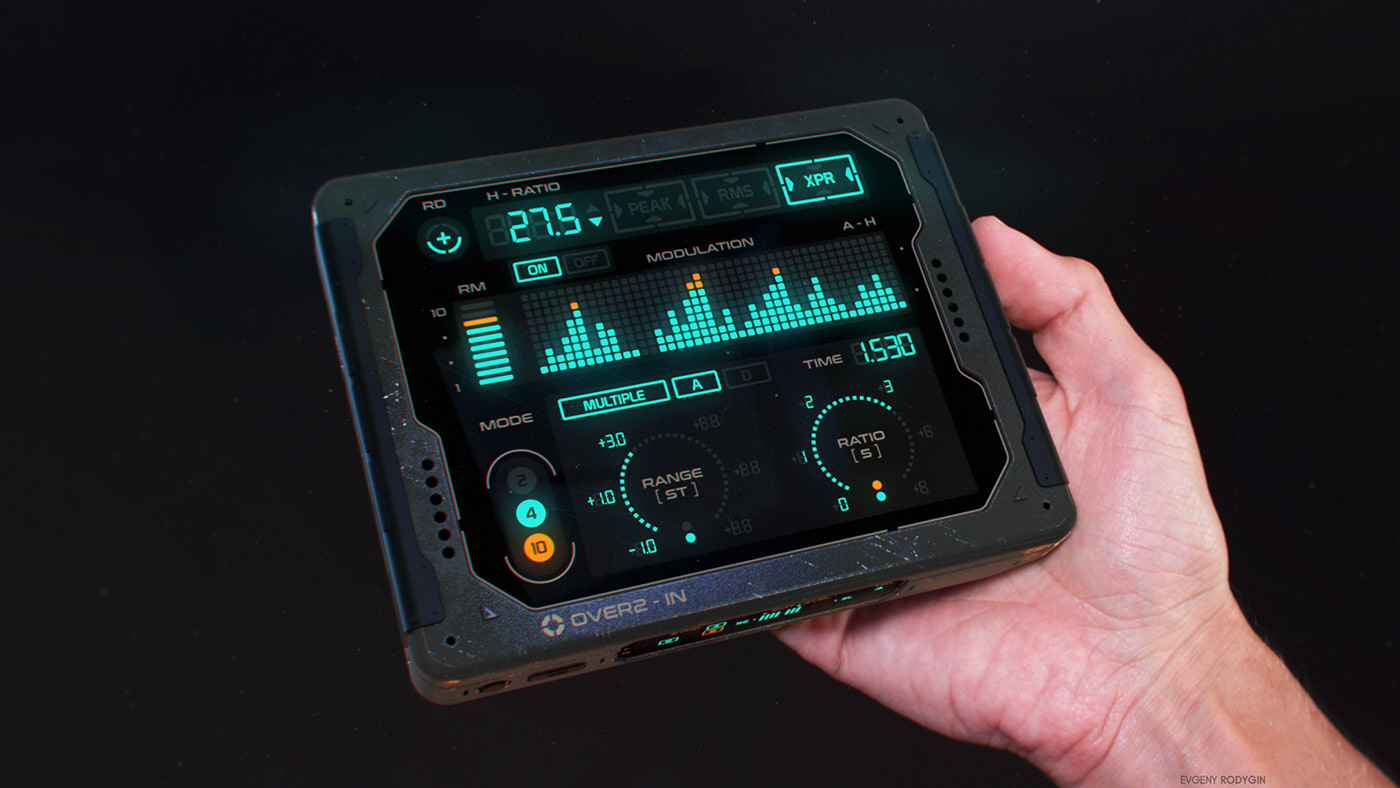 RD
H-RATIO
27.5
PEAK
RMS
XPR
ON
OFF
MODULATION
A-H
RM
10
1
MULTIPLE
A
D
TIME
1.530
MODE
2
4
10
+3.0
+8.8
+1.0
+8.8
-1.0
+8.8
RANGE
[ST]
2
3
+1
+8
+0
+8
RATIO
[S]
OVER2-IN
EVGENY RODYGIN